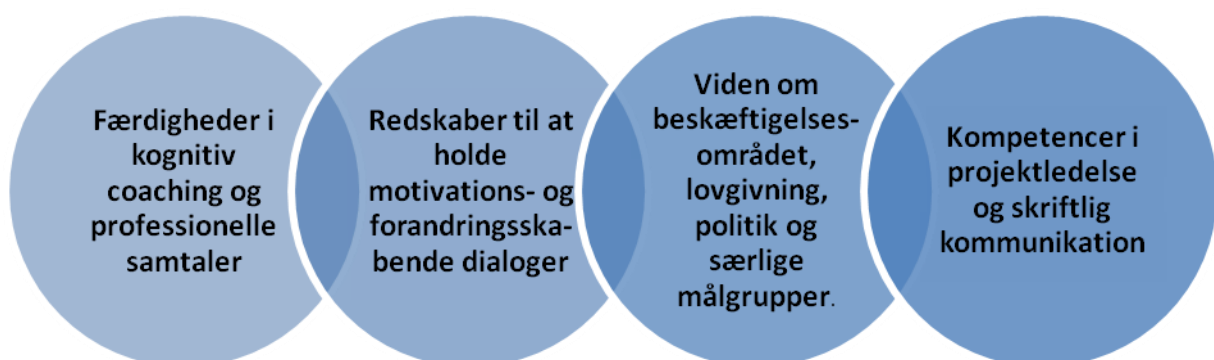 Færdigheder i
kognitiv
coaching og
professionelle
samtaler
Redskaber til at
holde
motivations- og
forandringsska-
bende dialoger
Viden om
beskæftigelses-
området,
lovgivning,
politik og
særlige
målgrupper.
Kompetencer i
projektledelse
og skriftlig
kommunikation